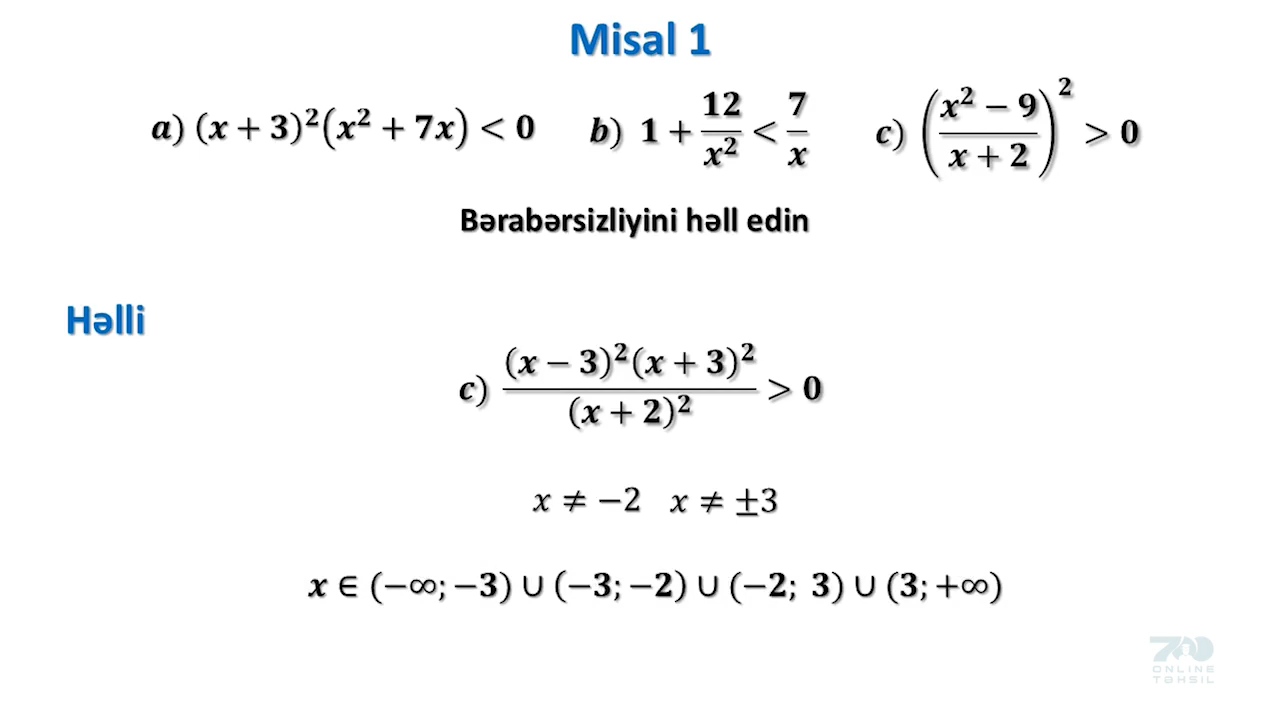 Misal 1
a) (x + 3)²(x² + 7x) < 0   b) 1 + 12/x² < 7/x   c) ((x² − 9)/(x + 2))² > 0
Bərabərsizliyini həll edin
Həlli
c) (x − 3)²(x + 3)²/(x + 2)² > 0
x ≠ −2   x ≠ ±3
x ∈ (−∞; −3) ∪ (−3; −2) ∪ (−2; 3) ∪ (3; +∞)
ONLINE
TƏHSIL